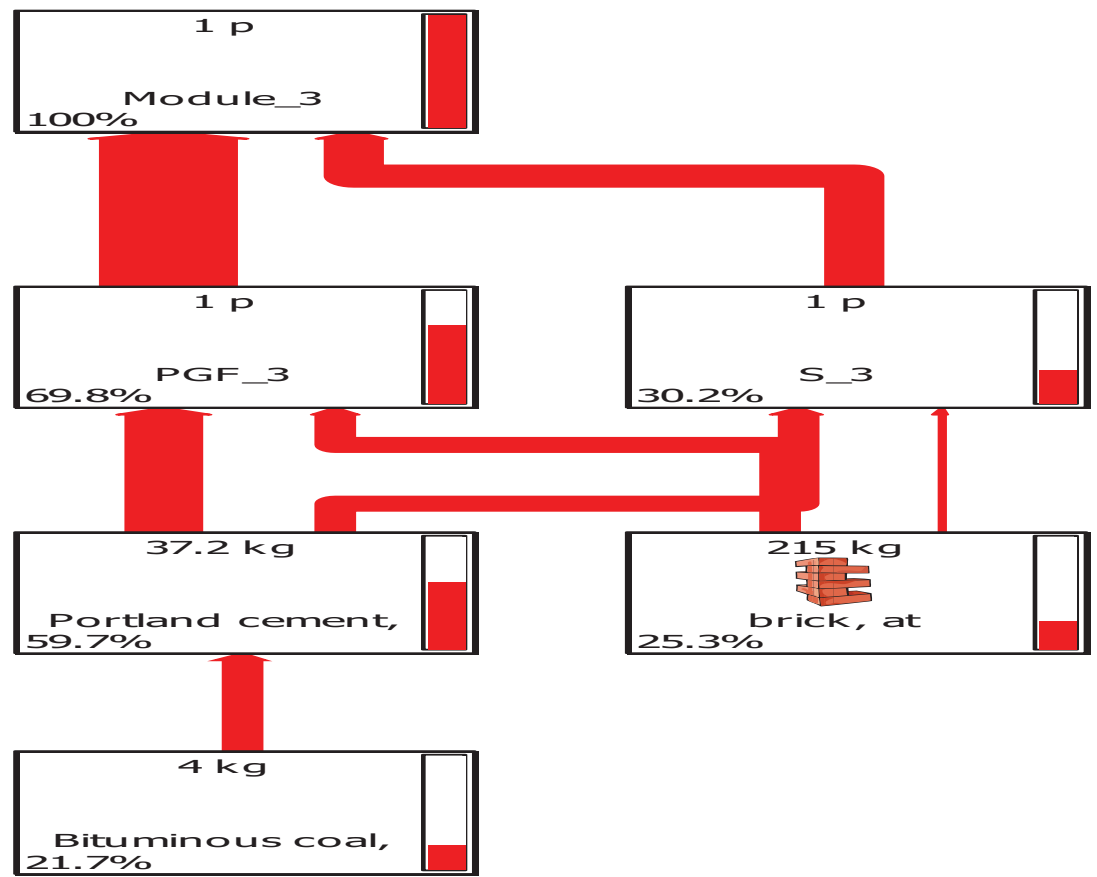 1 p
Module_3
100%
1 p
PGF_3
69.8%
1 p
S_3
30.2%
37.2 kg
Portland cement,
59.7%
215 kg
brick, at
25.3%
4 kg
Bituminous coal,
21.7%